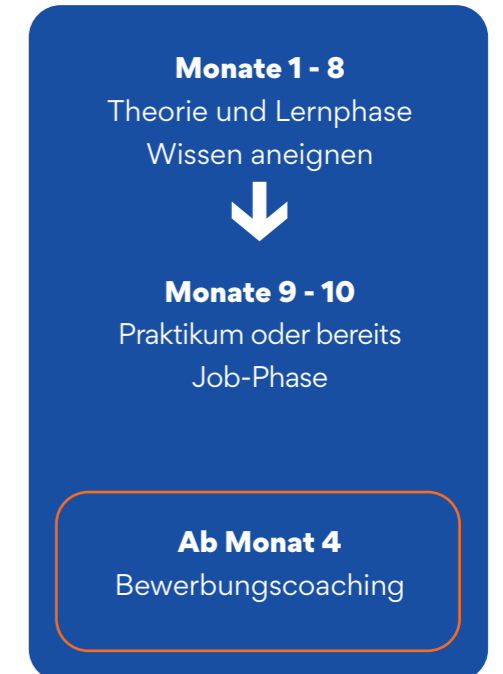 Monate 1 - 8
Theorie und Lernphase
Wissen aneignen
Monate 9 - 10
Praktikum oder bereits
Job-Phase
Ab Monat 4
Bewerbungscoaching